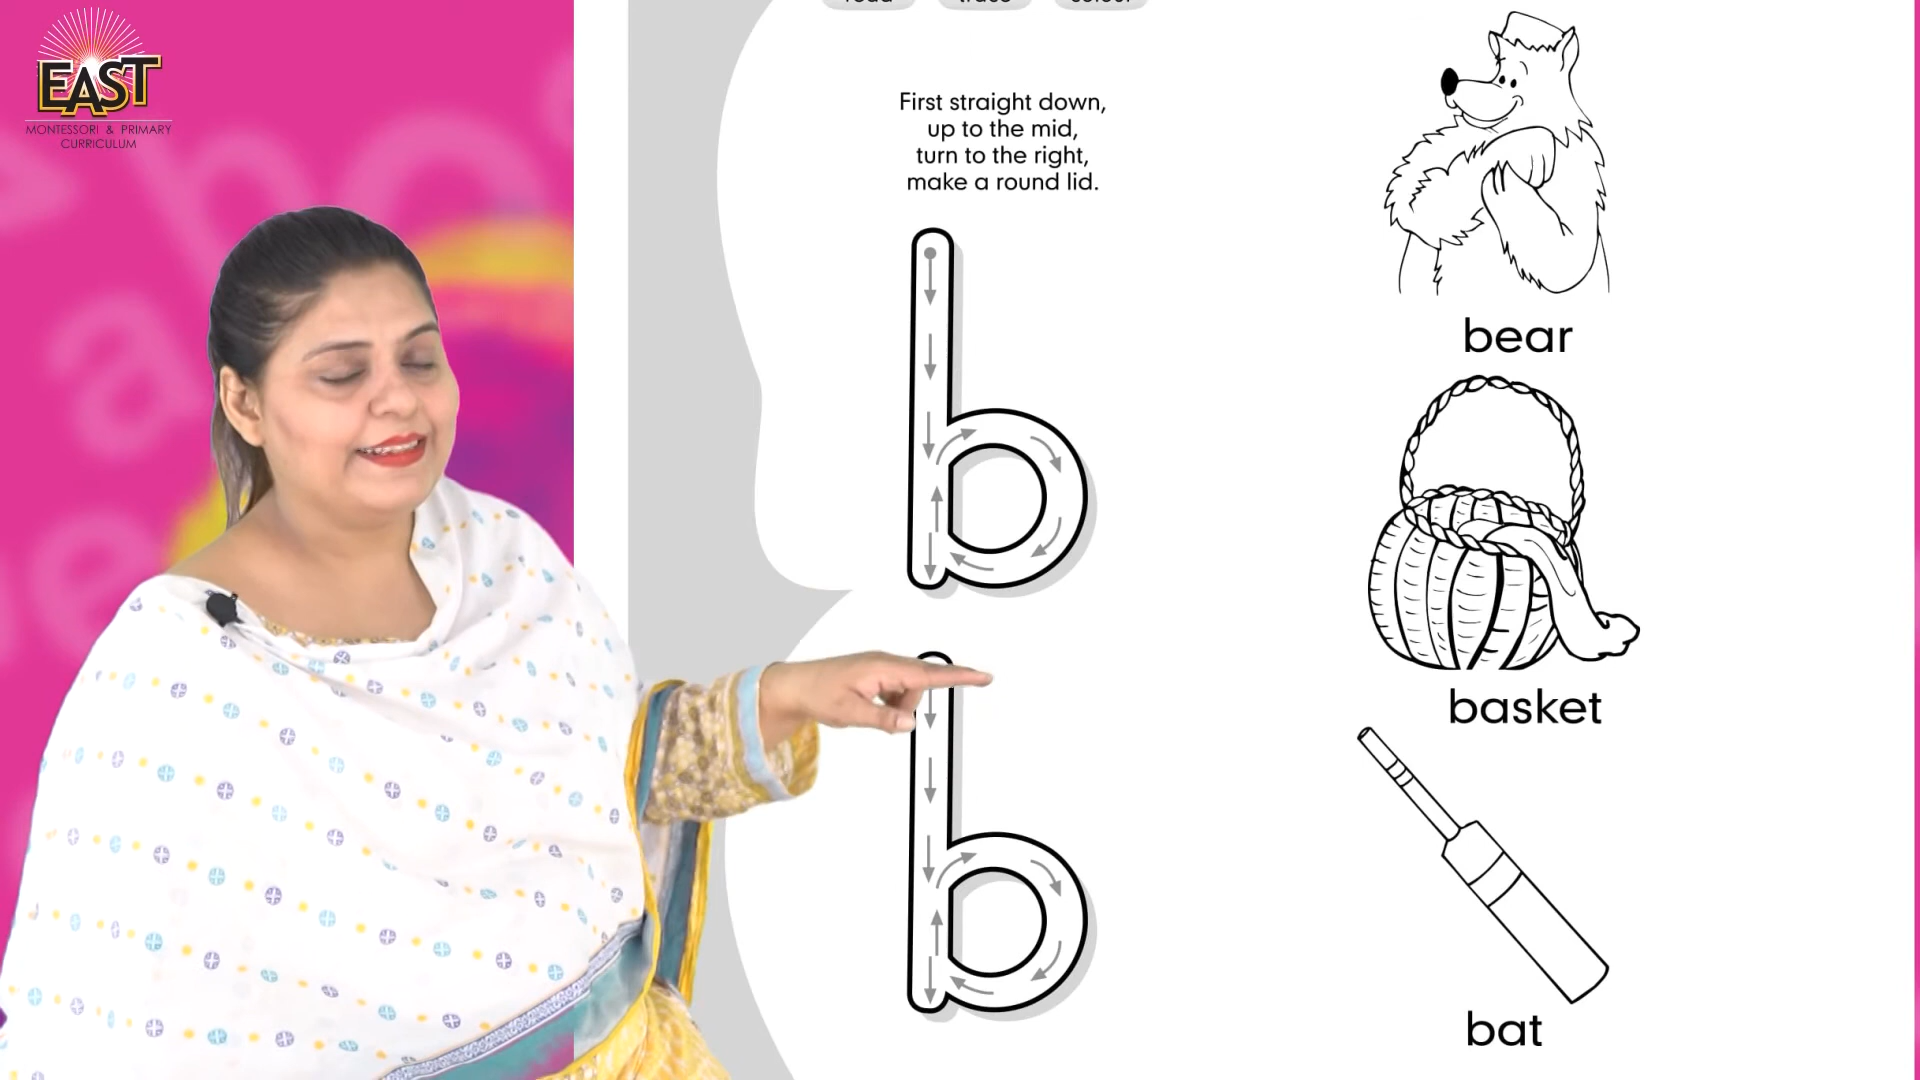 EAST
MONTESSORI & PRIMARY
CURRICULUM
First straight down,
up to the mid,
turn to the right,
make a round lid.
b
b
bear
basket
bat